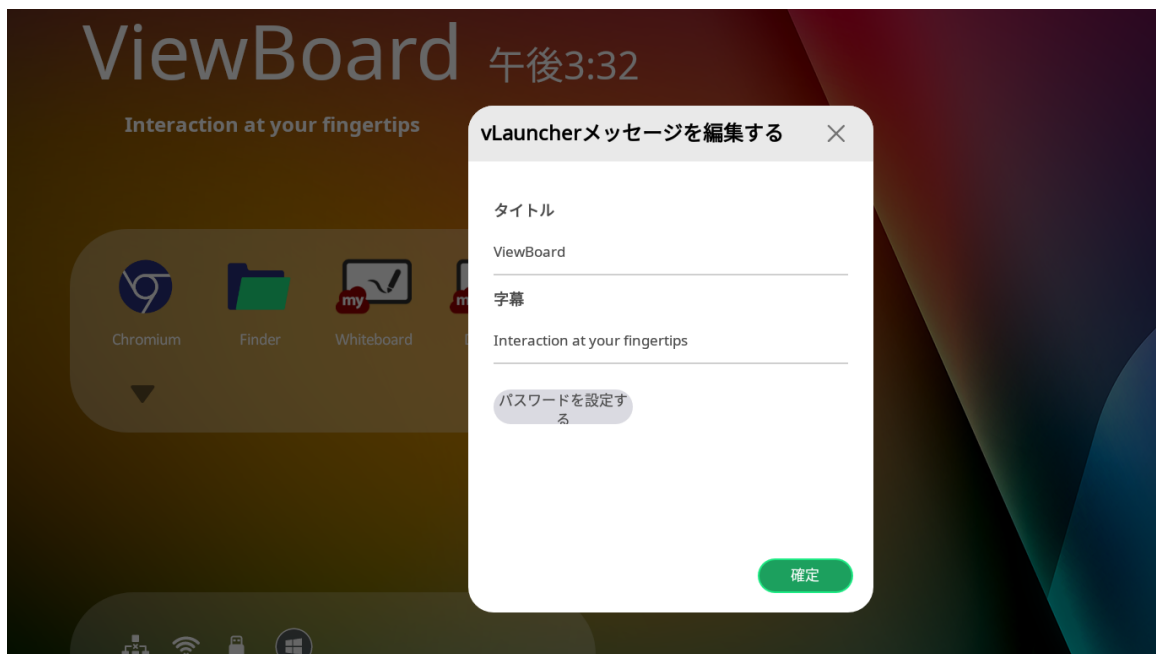 ViewBoard 午後3:32
Interaction at your fingertips
vLauncherメッセージを編集する
タイトル
ViewBoard
字幕
Interaction at your fingertips
パスワードを設定す
る
確定
my
Chromium Finder Whiteboard